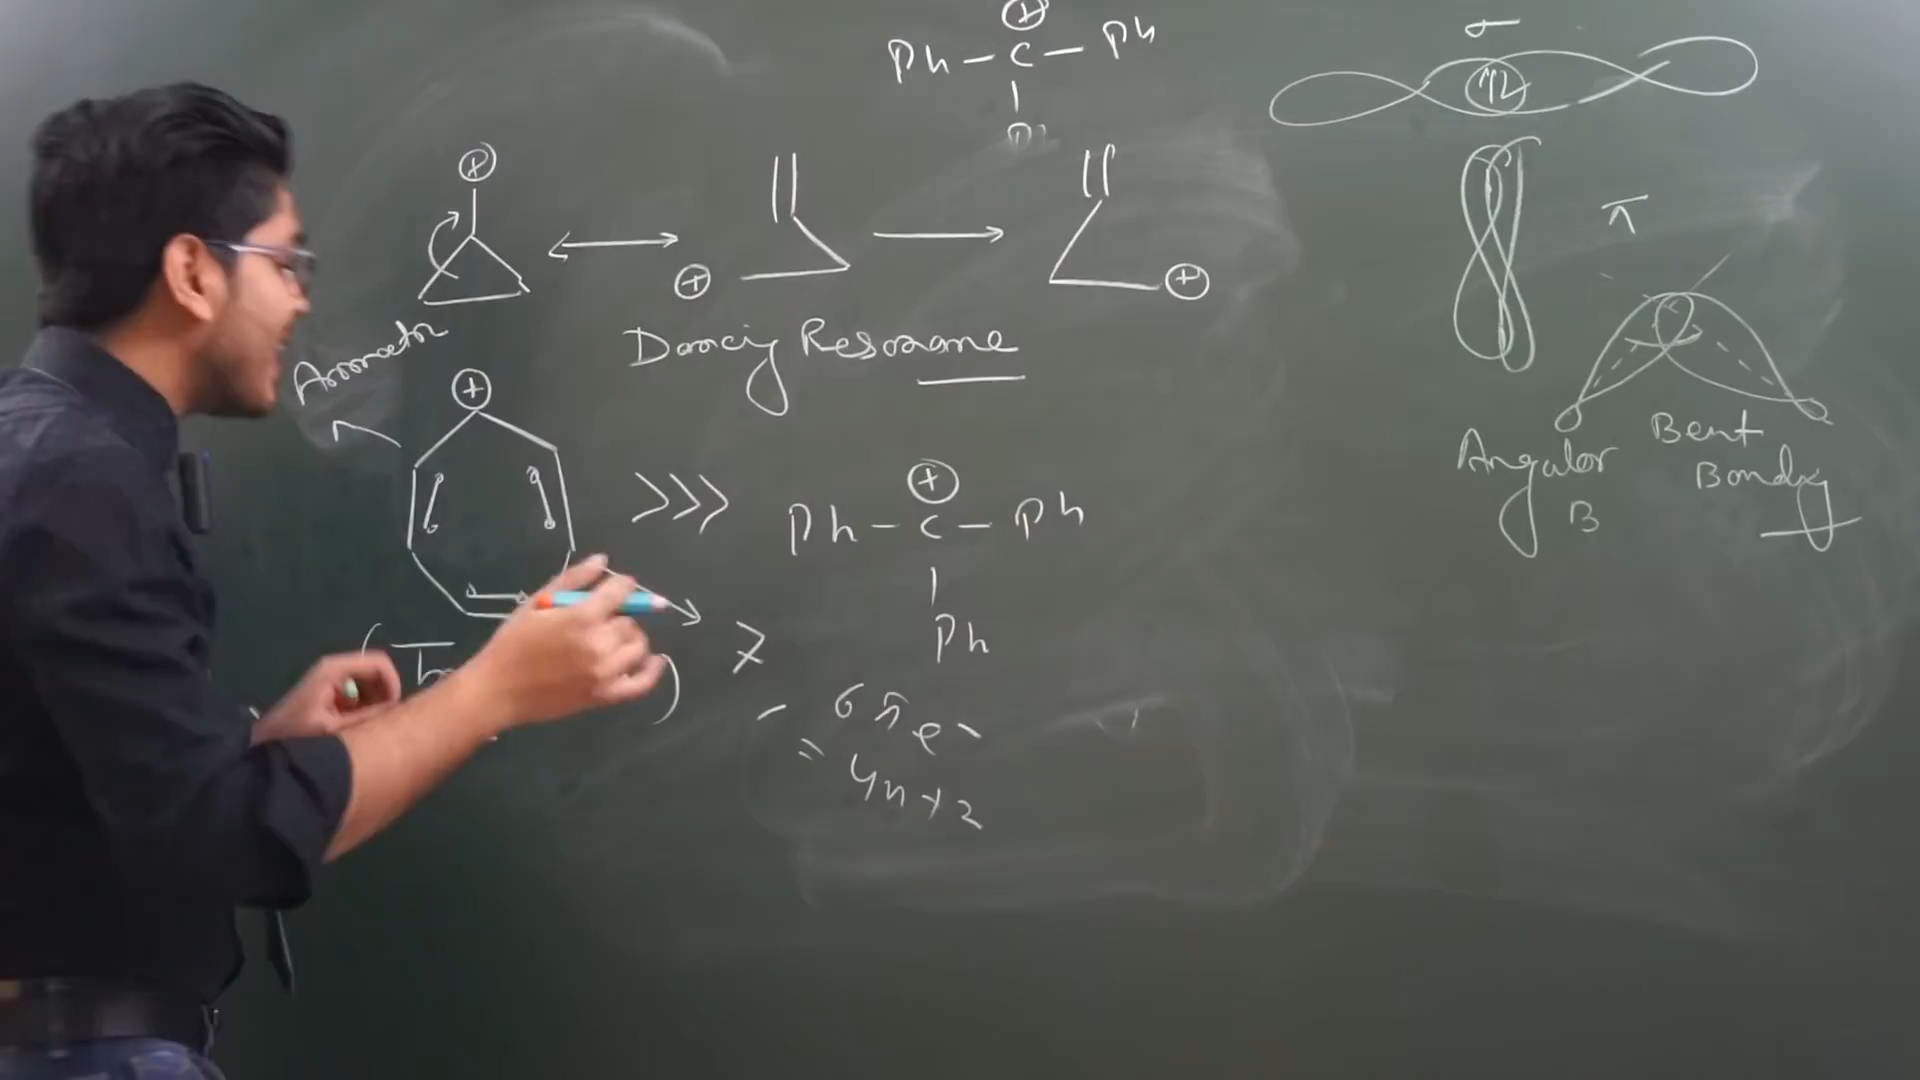 Ph - C - Ph
σ
π
Dancing Resonance
Aromatic
Bent
Angular
Bonding
B
>>>
Ph - C - Ph
Ph
6 π e-
= 4n+2